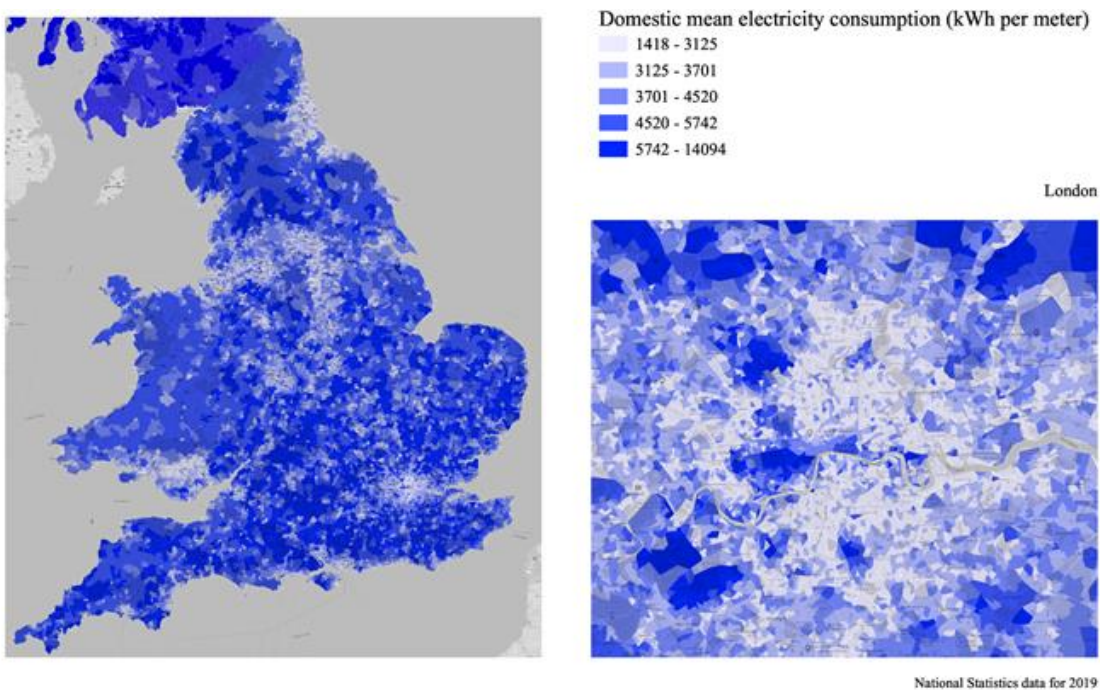 Domestic mean electricity consumption (kWh per meter)
1418 - 3125
3125 - 3701
3701 - 4520
4520 - 5742
5742 - 14094
London
National Statistics data for 2019